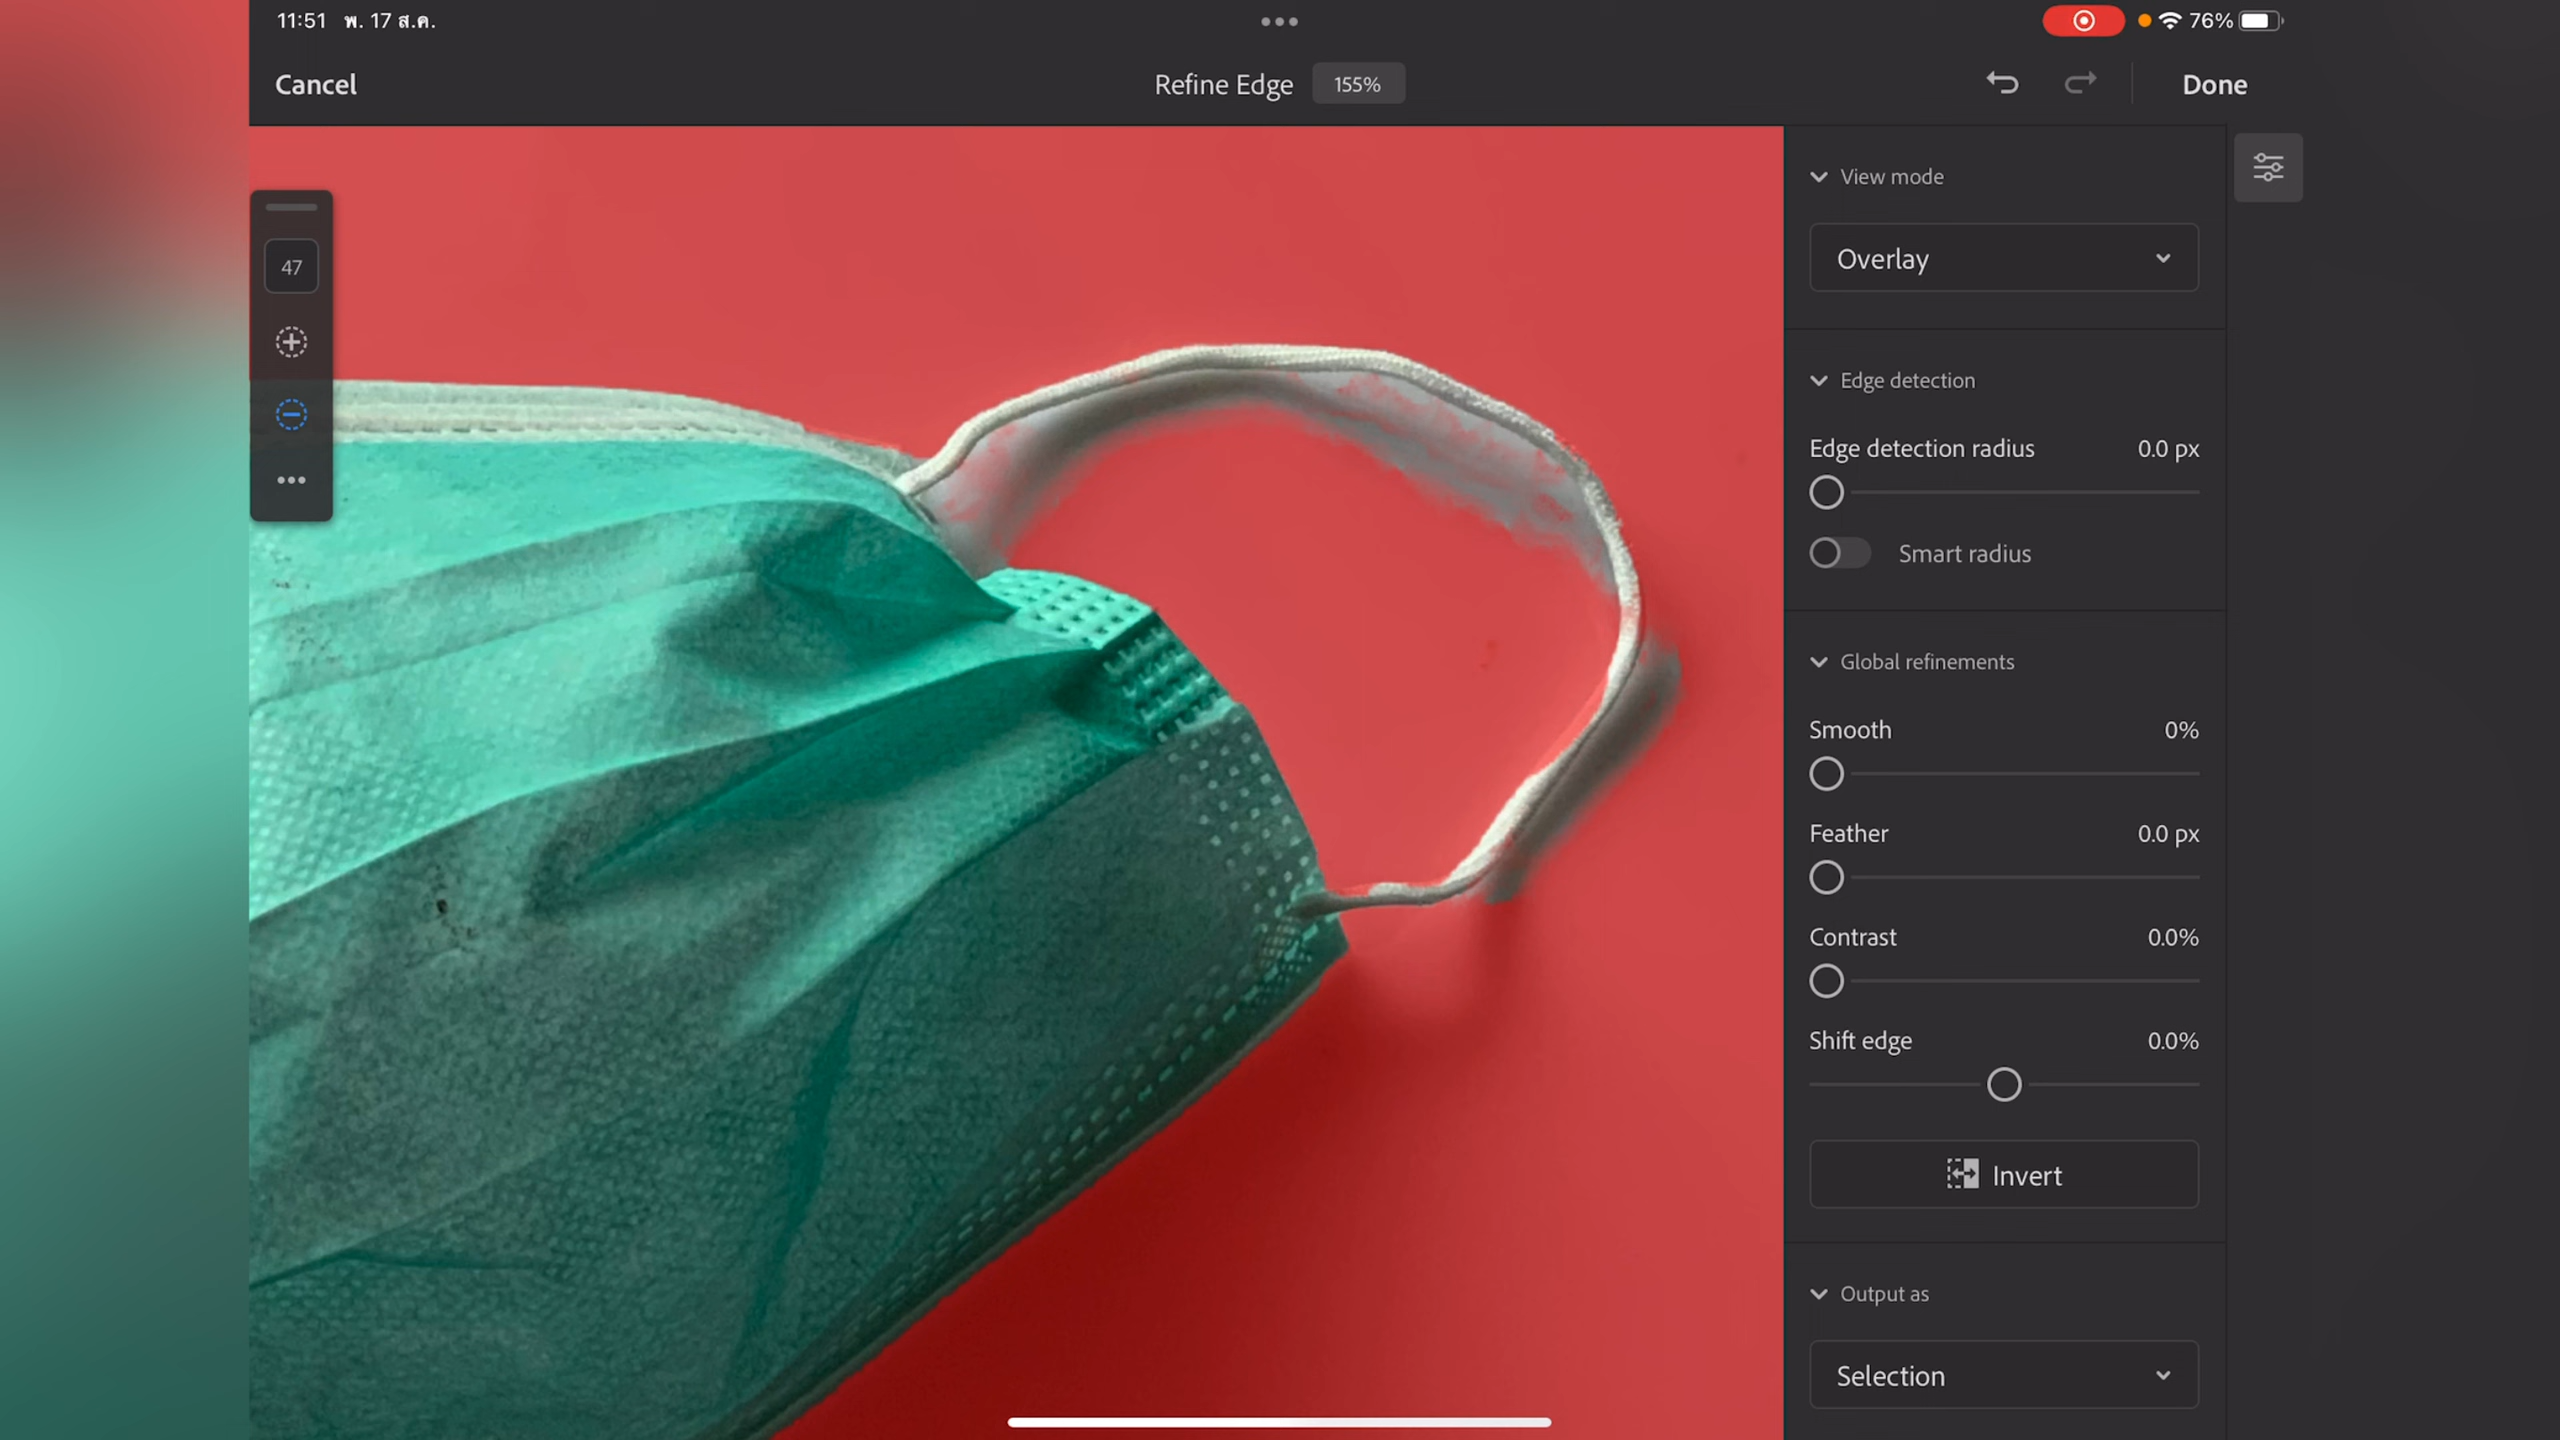 11:51 พ. 17 ส.ค.
76%
Cancel
Refine Edge 155%
Done
47
View mode
Overlay
Edge detection
Edge detection radius 0.0 px
Smart radius
Global refinements
Smooth 0%
Feather 0.0 px
Contrast 0.0%
Shift edge 0.0%
Invert
Output as
Selection